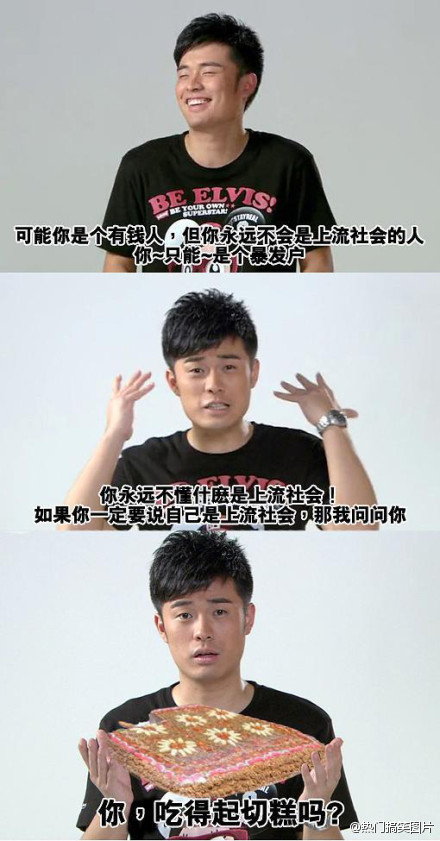 BE ELVIS!
BE YOUR OWN
SUPERSTAR!
STAYREAL
可能你是个有钱人，但你永远不会是上流社会的人
你~只能~是个暴发户
你永远不懂什麽是上流社会！
如果你一定要说自己是上流社会，那我问问你
你，吃得起切糕吗？
@热门搞笑图片